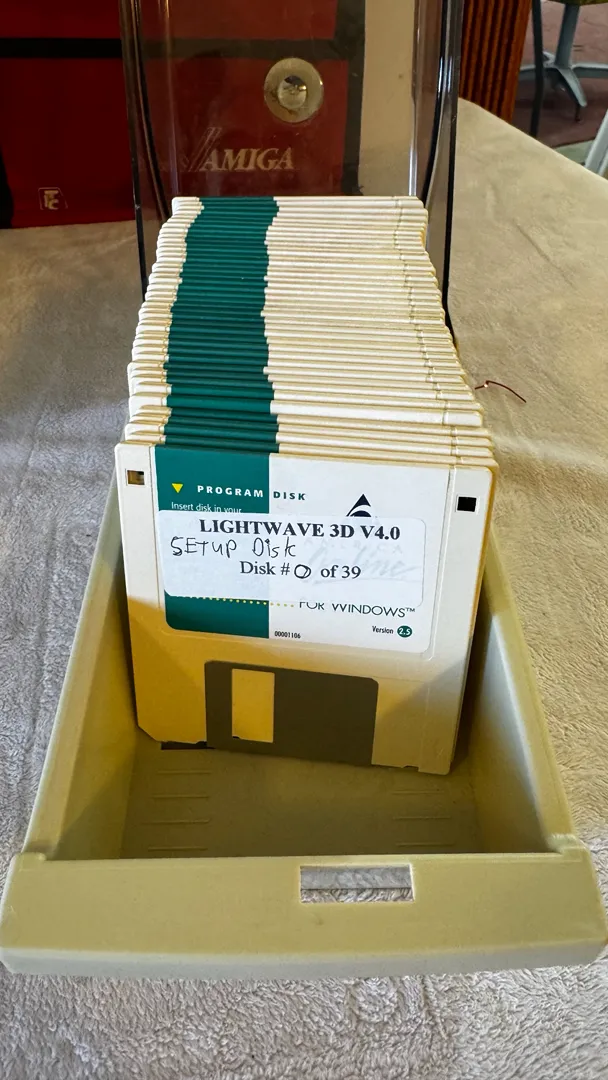 AMIGA
PROGRAM DISK
Insert disk in your
LIGHTWAVE 3D V4.0
SETUP Disk
Disk #0 of 39
FOR WINDOWS™
00001106
Version 2.5